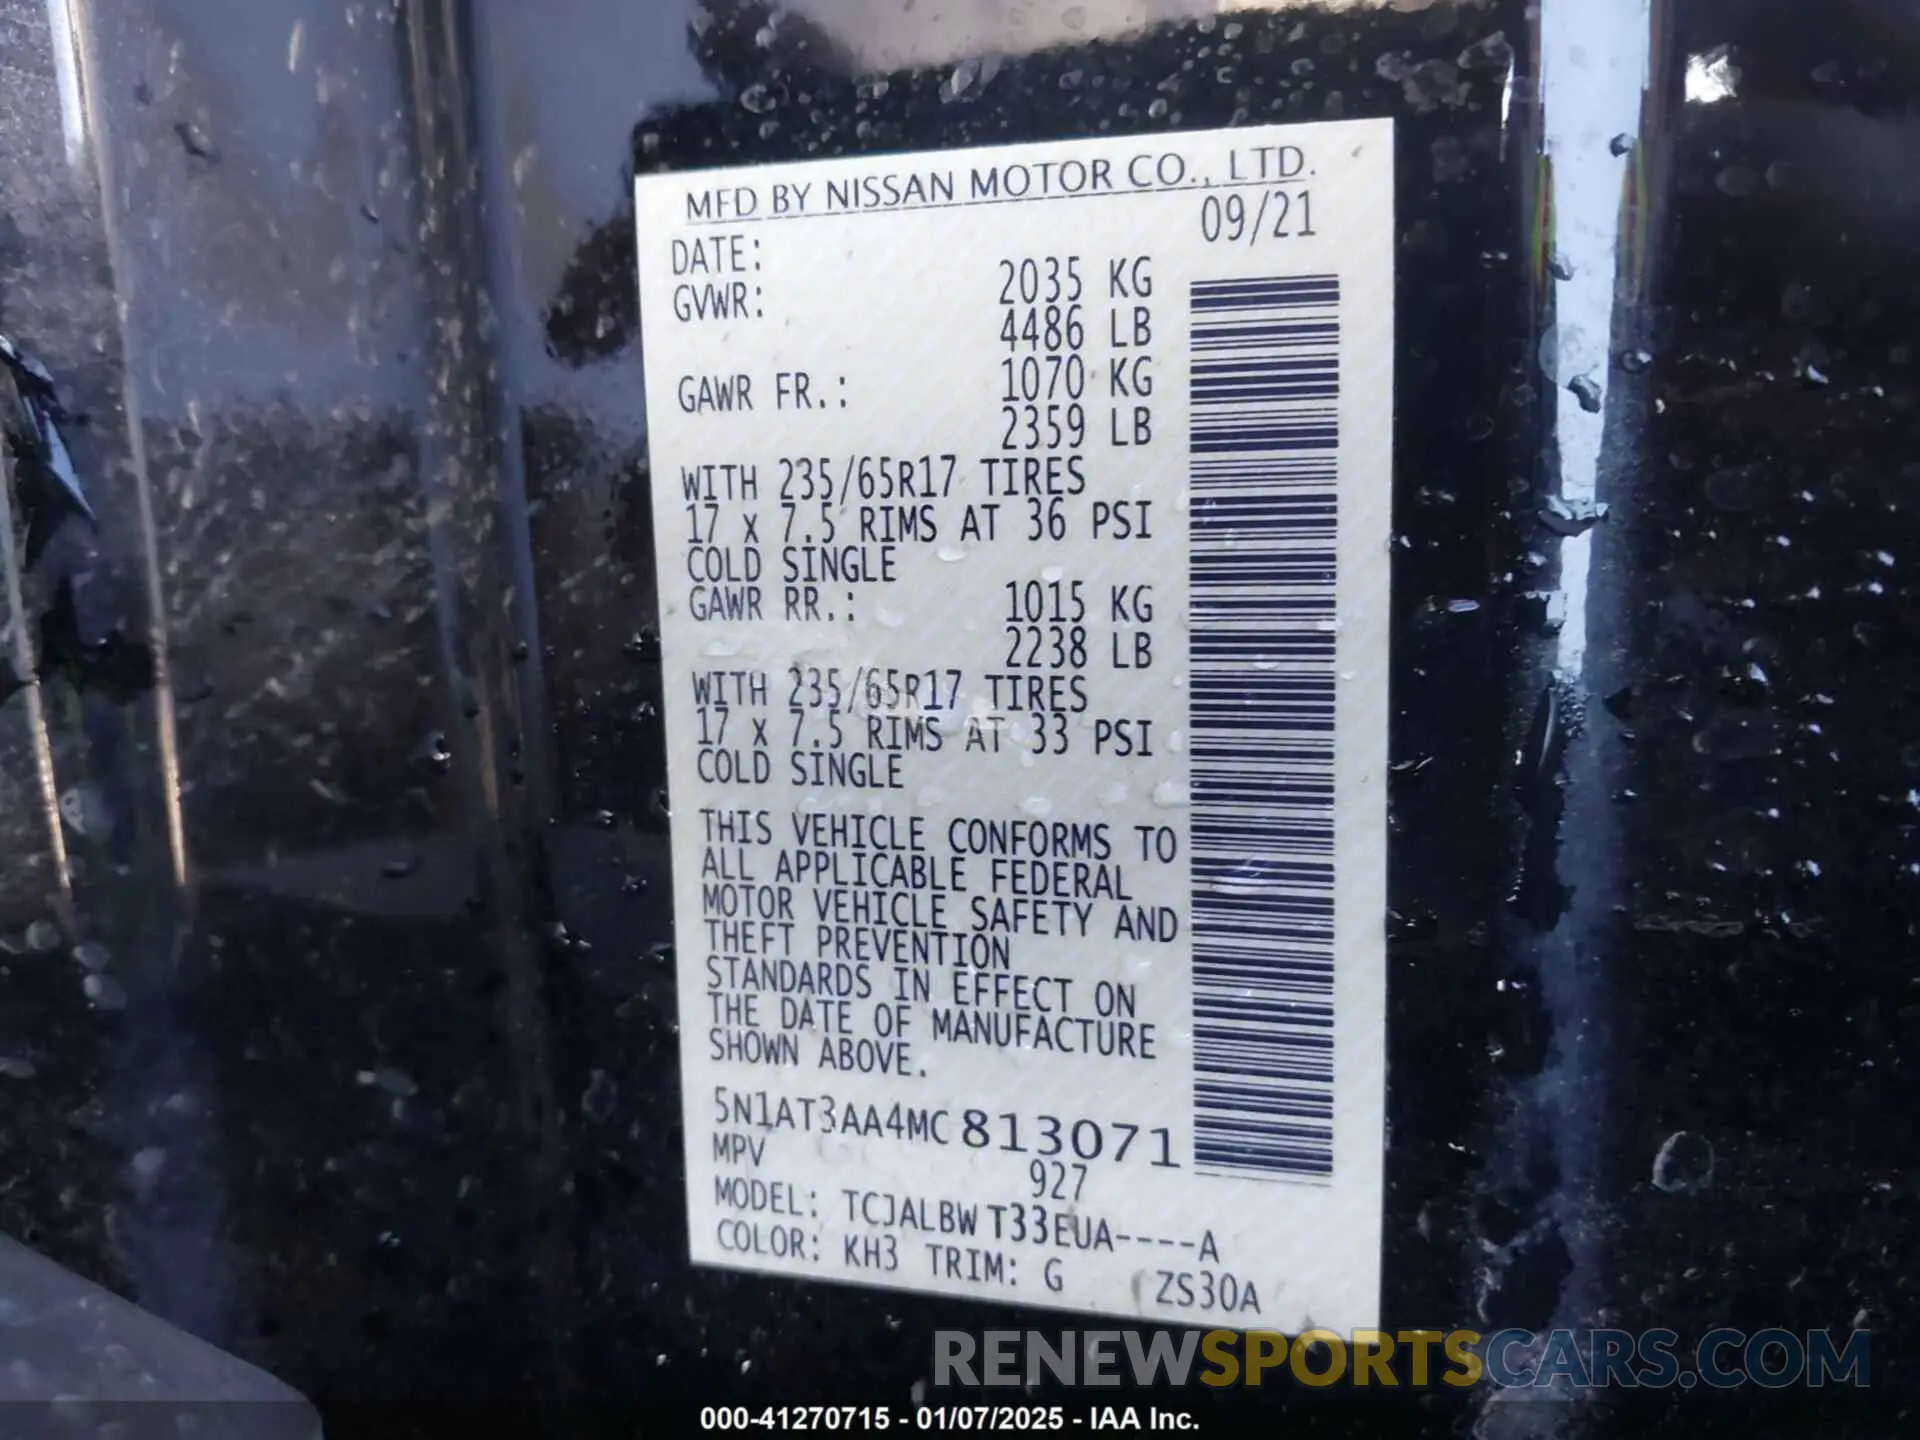 MFD BY NISSAN MOTOR CO., LTD.
DATE: 09/21
GVWR: 2035 KG
4486 LB
GAWR FR.: 1070 KG
2359 LB
WITH 235/65R17 TIRES
17 x 7.5 RIMS AT 36 PSI
COLD SINGLE
GAWR RR.: 1015 KG
2238 LB
WITH 235/65R17 TIRES
17 x 7.5 RIMS AT 33 PSI
COLD SINGLE
THIS VEHICLE CONFORMS TO
ALL APPLICABLE FEDERAL
MOTOR VEHICLE SAFETY AND
THEFT PREVENTION
STANDARDS IN EFFECT ON
THE DATE OF MANUFACTURE
SHOWN ABOVE.
5N1AT3AA4MC 813071
MPV 927
MODEL: TCJALBW T33EUA----A
COLOR: KH3 TRIM: G ZS30A
RENEWSPORTSCARS.COM
000-41270715 - 01/07/2025 - IAA Inc.